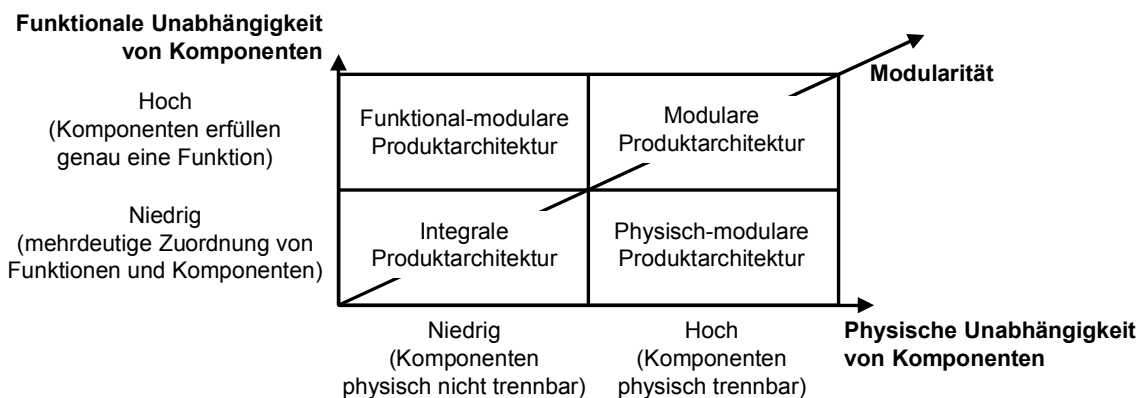 Funktionale Unabhängigkeit
von Komponenten
Modularität
Hoch
(Komponenten erfüllen
genau eine Funktion)
Funktional-modulare
Produktarchitektur
Modulare
Produktarchitektur
Niedrig
(mehrdeutige Zuordnung von
Funktionen und Komponenten)
Integrale
Produktarchitektur
Physisch-modulare
Produktarchitektur
Niedrig
(Komponenten
physisch nicht trennbar)
Hoch
(Komponenten
physisch trennbar)
Physische Unabhängigkeit
von Komponenten